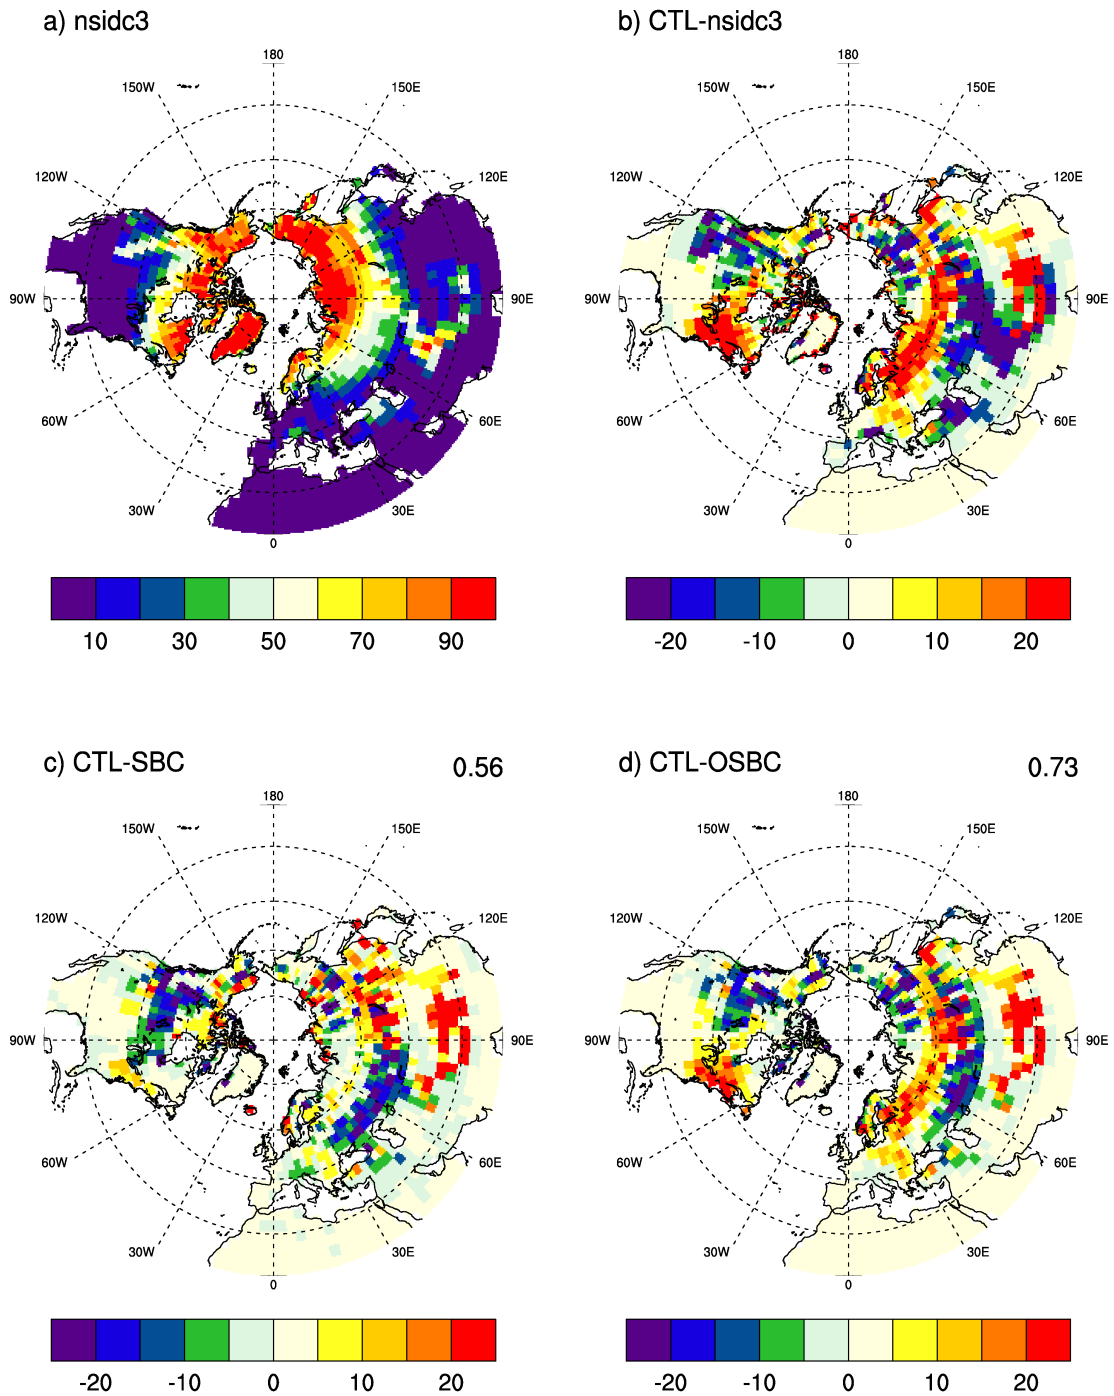 a) nsidc3
b) CTL-nsidc3
180
180
150W
150E
150W
150E
120W
120E
120W
120E
90W
90E
90W
90E
60W
60E
60W
60E
30W
30E
30W
30E
0
0
10 30 50 70 90
-20 -10 0 10 20
c) CTL-SBC 0.56
d) CTL-OSBC 0.73
180
180
150W
150E
150W
150E
120W
120E
120W
120E
90W
90E
90W
90E
60W
60E
60W
60E
30W
30E
30W
30E
0
0
-20 -10 0 10 20
-20 -10 0 10 20